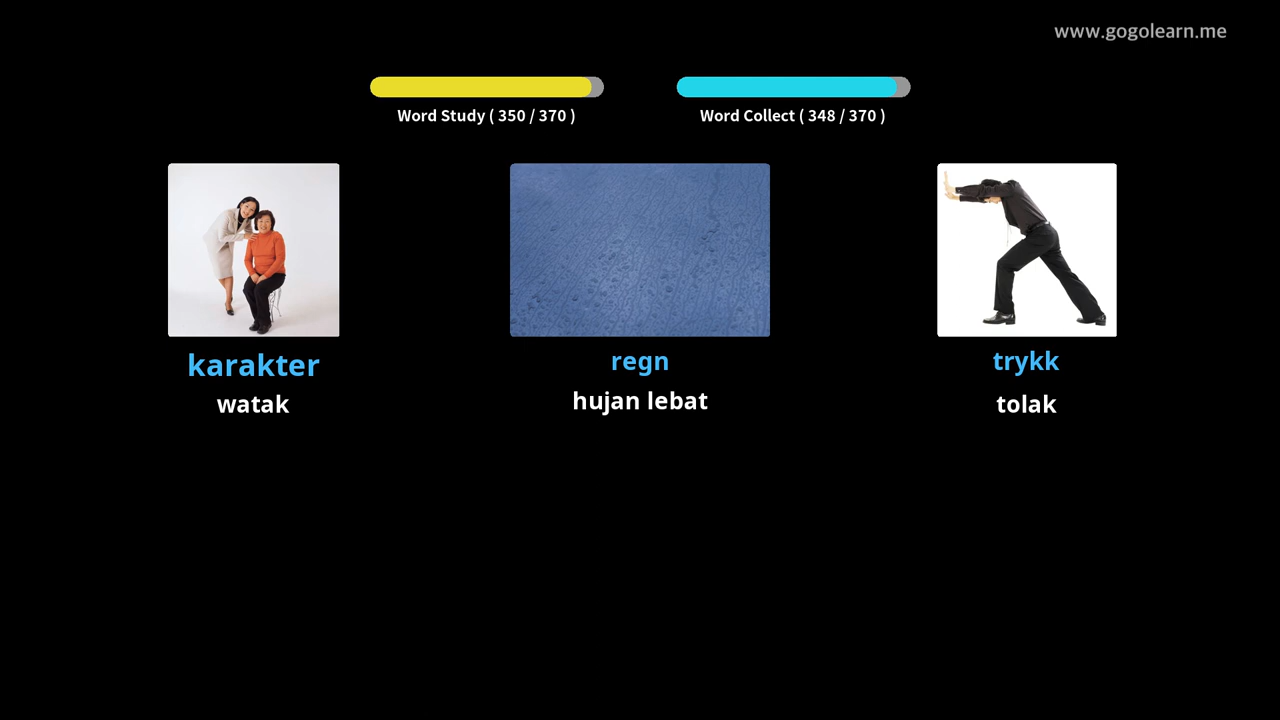 www.gogolearn.me
Word Study ( 350 / 370 )
Word Collect ( 348 / 370 )
karakter
watak
regn
hujan lebat
trykk
tolak